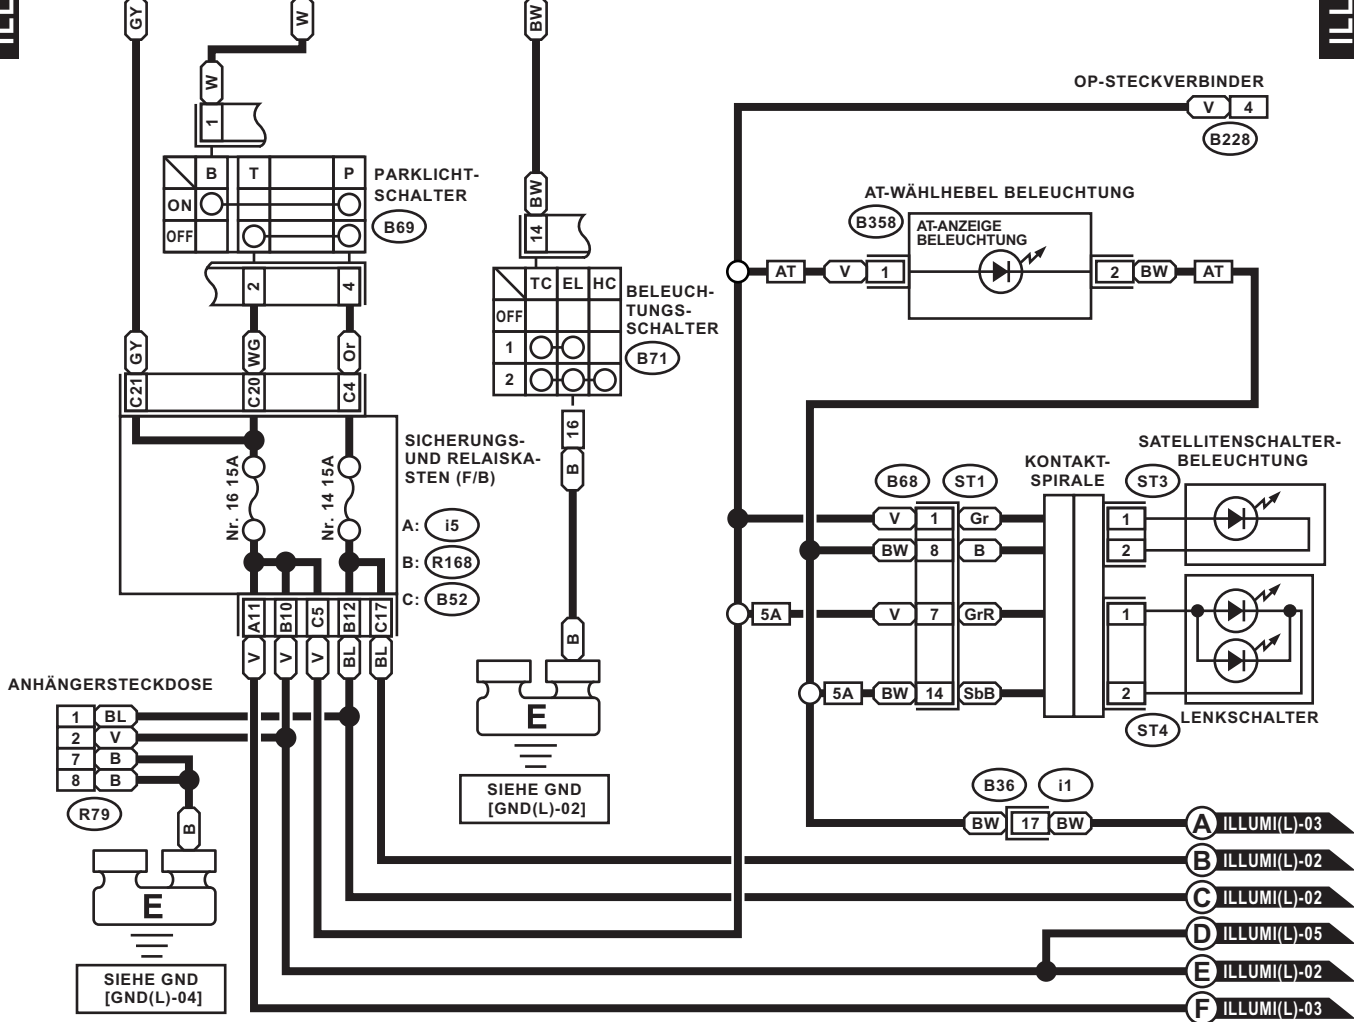 GY
W
BW
ILL
ILL
W
1
B T P
ON
OFF
PARKLICHT-
SCHALTER
B69
2
4
GY
WG
Or
C21
C20
C4
Nr. 16 15A
Nr. 14 15A
SICHERUNGS-
UND RELAISKA-
STEN (F/B)
A: i5
B: R168
C: B52
A11
B10
C5
B12
C17
V
V
V
BL
BL
BW
14
TC EL HC
OFF
1
2
BELEUCH-
TUNGS-
SCHALTER
B71
16
B
B
E
SIEHE GND
[GND(L)-02]
ANHÄNGERSTECKDOSE
1 BL
2 V
7 B
8 B
R79
B
E
SIEHE GND
[GND(L)-04]
OP-STECKVERBINDER
V 4
B228
AT-WÄHLHEBEL BELEUCHTUNG
B358
AT-ANZEIGE
BELEUCHTUNG
AT V 1
2 BW AT
SATELLITENSCHALTER-
BELEUCHTUNG
KONTAKT-
SPIRALE
B68 ST1
ST3
V 1 Gr
BW 8 B
5A V 7 GrR
5A BW 14 SbB
1
2
1
2
ST4
LENKSCHALTER
B36 i1
BW 17 BW
A ILLUMI(L)-03
B ILLUMI(L)-02
C ILLUMI(L)-02
D ILLUMI(L)-05
E ILLUMI(L)-02
F ILLUMI(L)-03